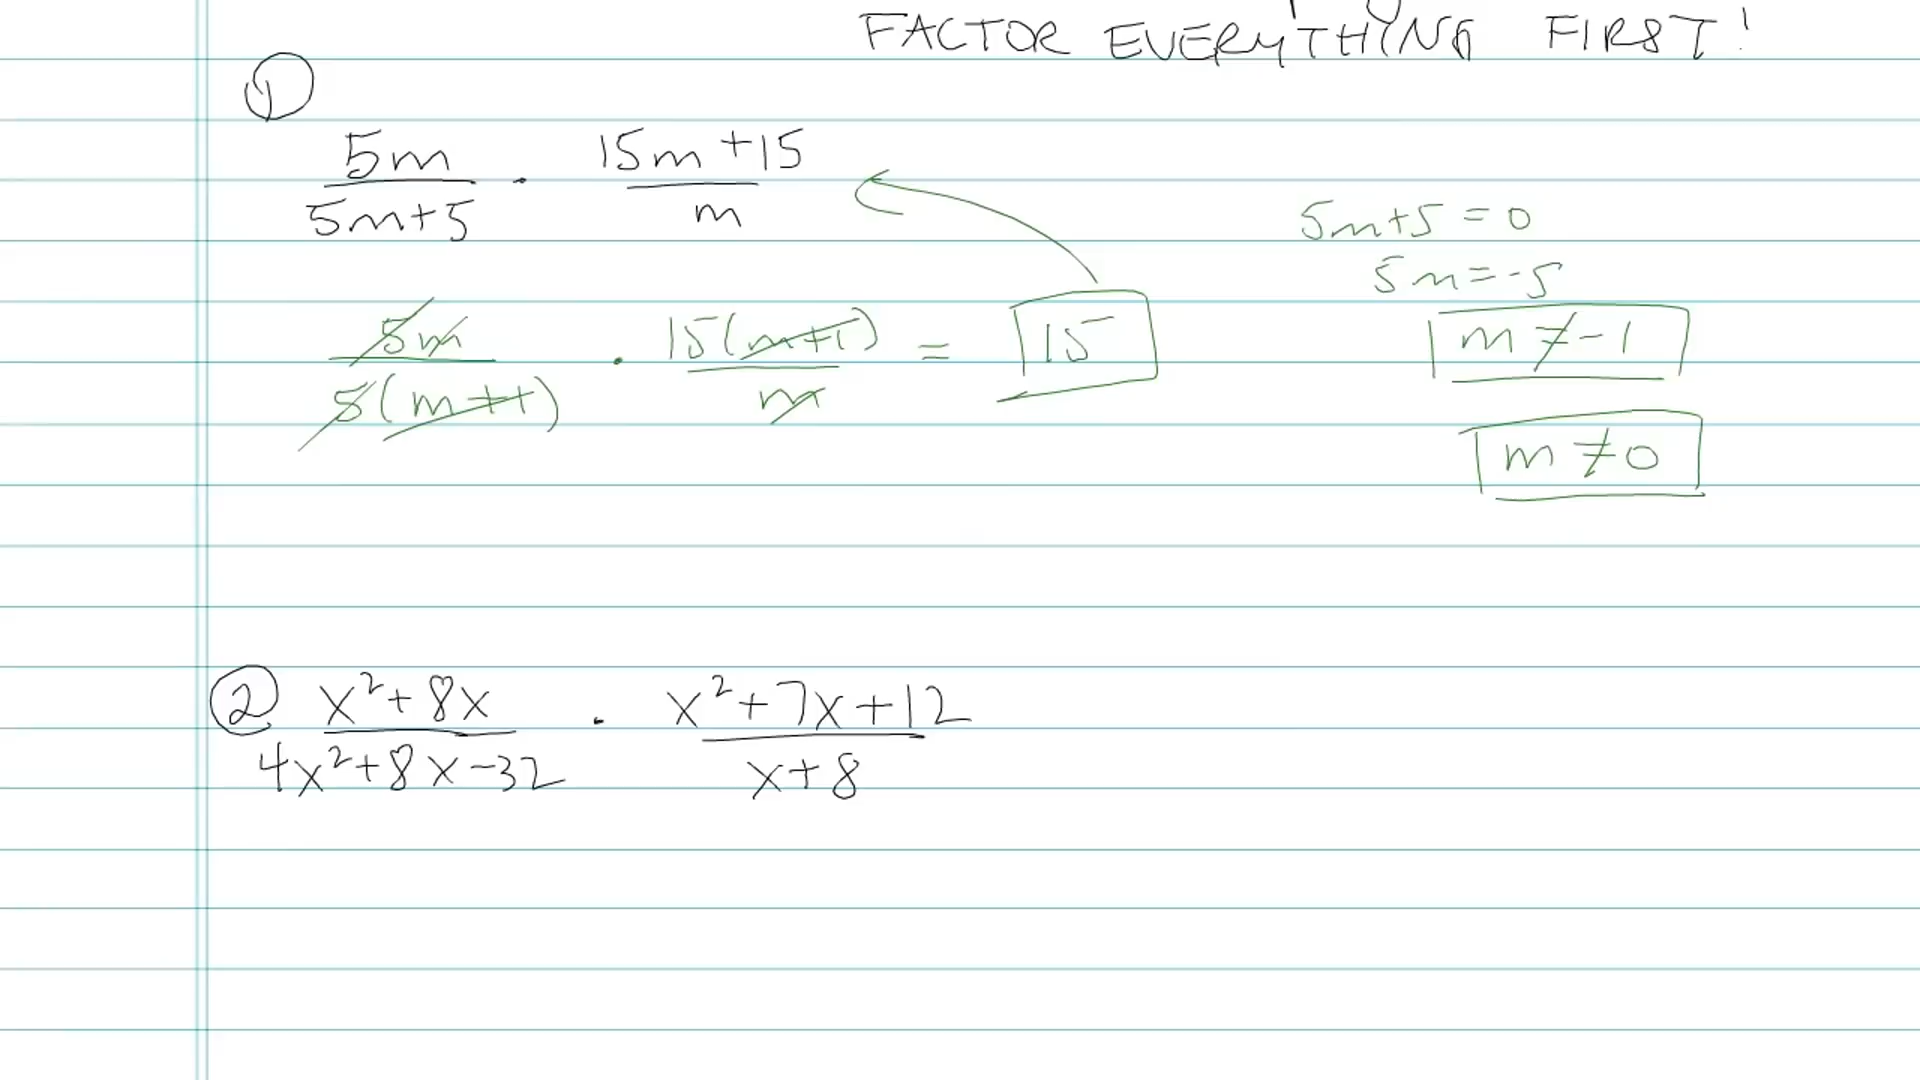 FACTOR EVERYTHING FIRST!
①
5m/5m+5 · 15m+15/m
5m+5=0
5m=-5
5m/5(m+1) · 15(m+1)/m = 15
m≠-1
m≠0
② x²+8x/4x²+8x-32 · x²+7x+12/x+8